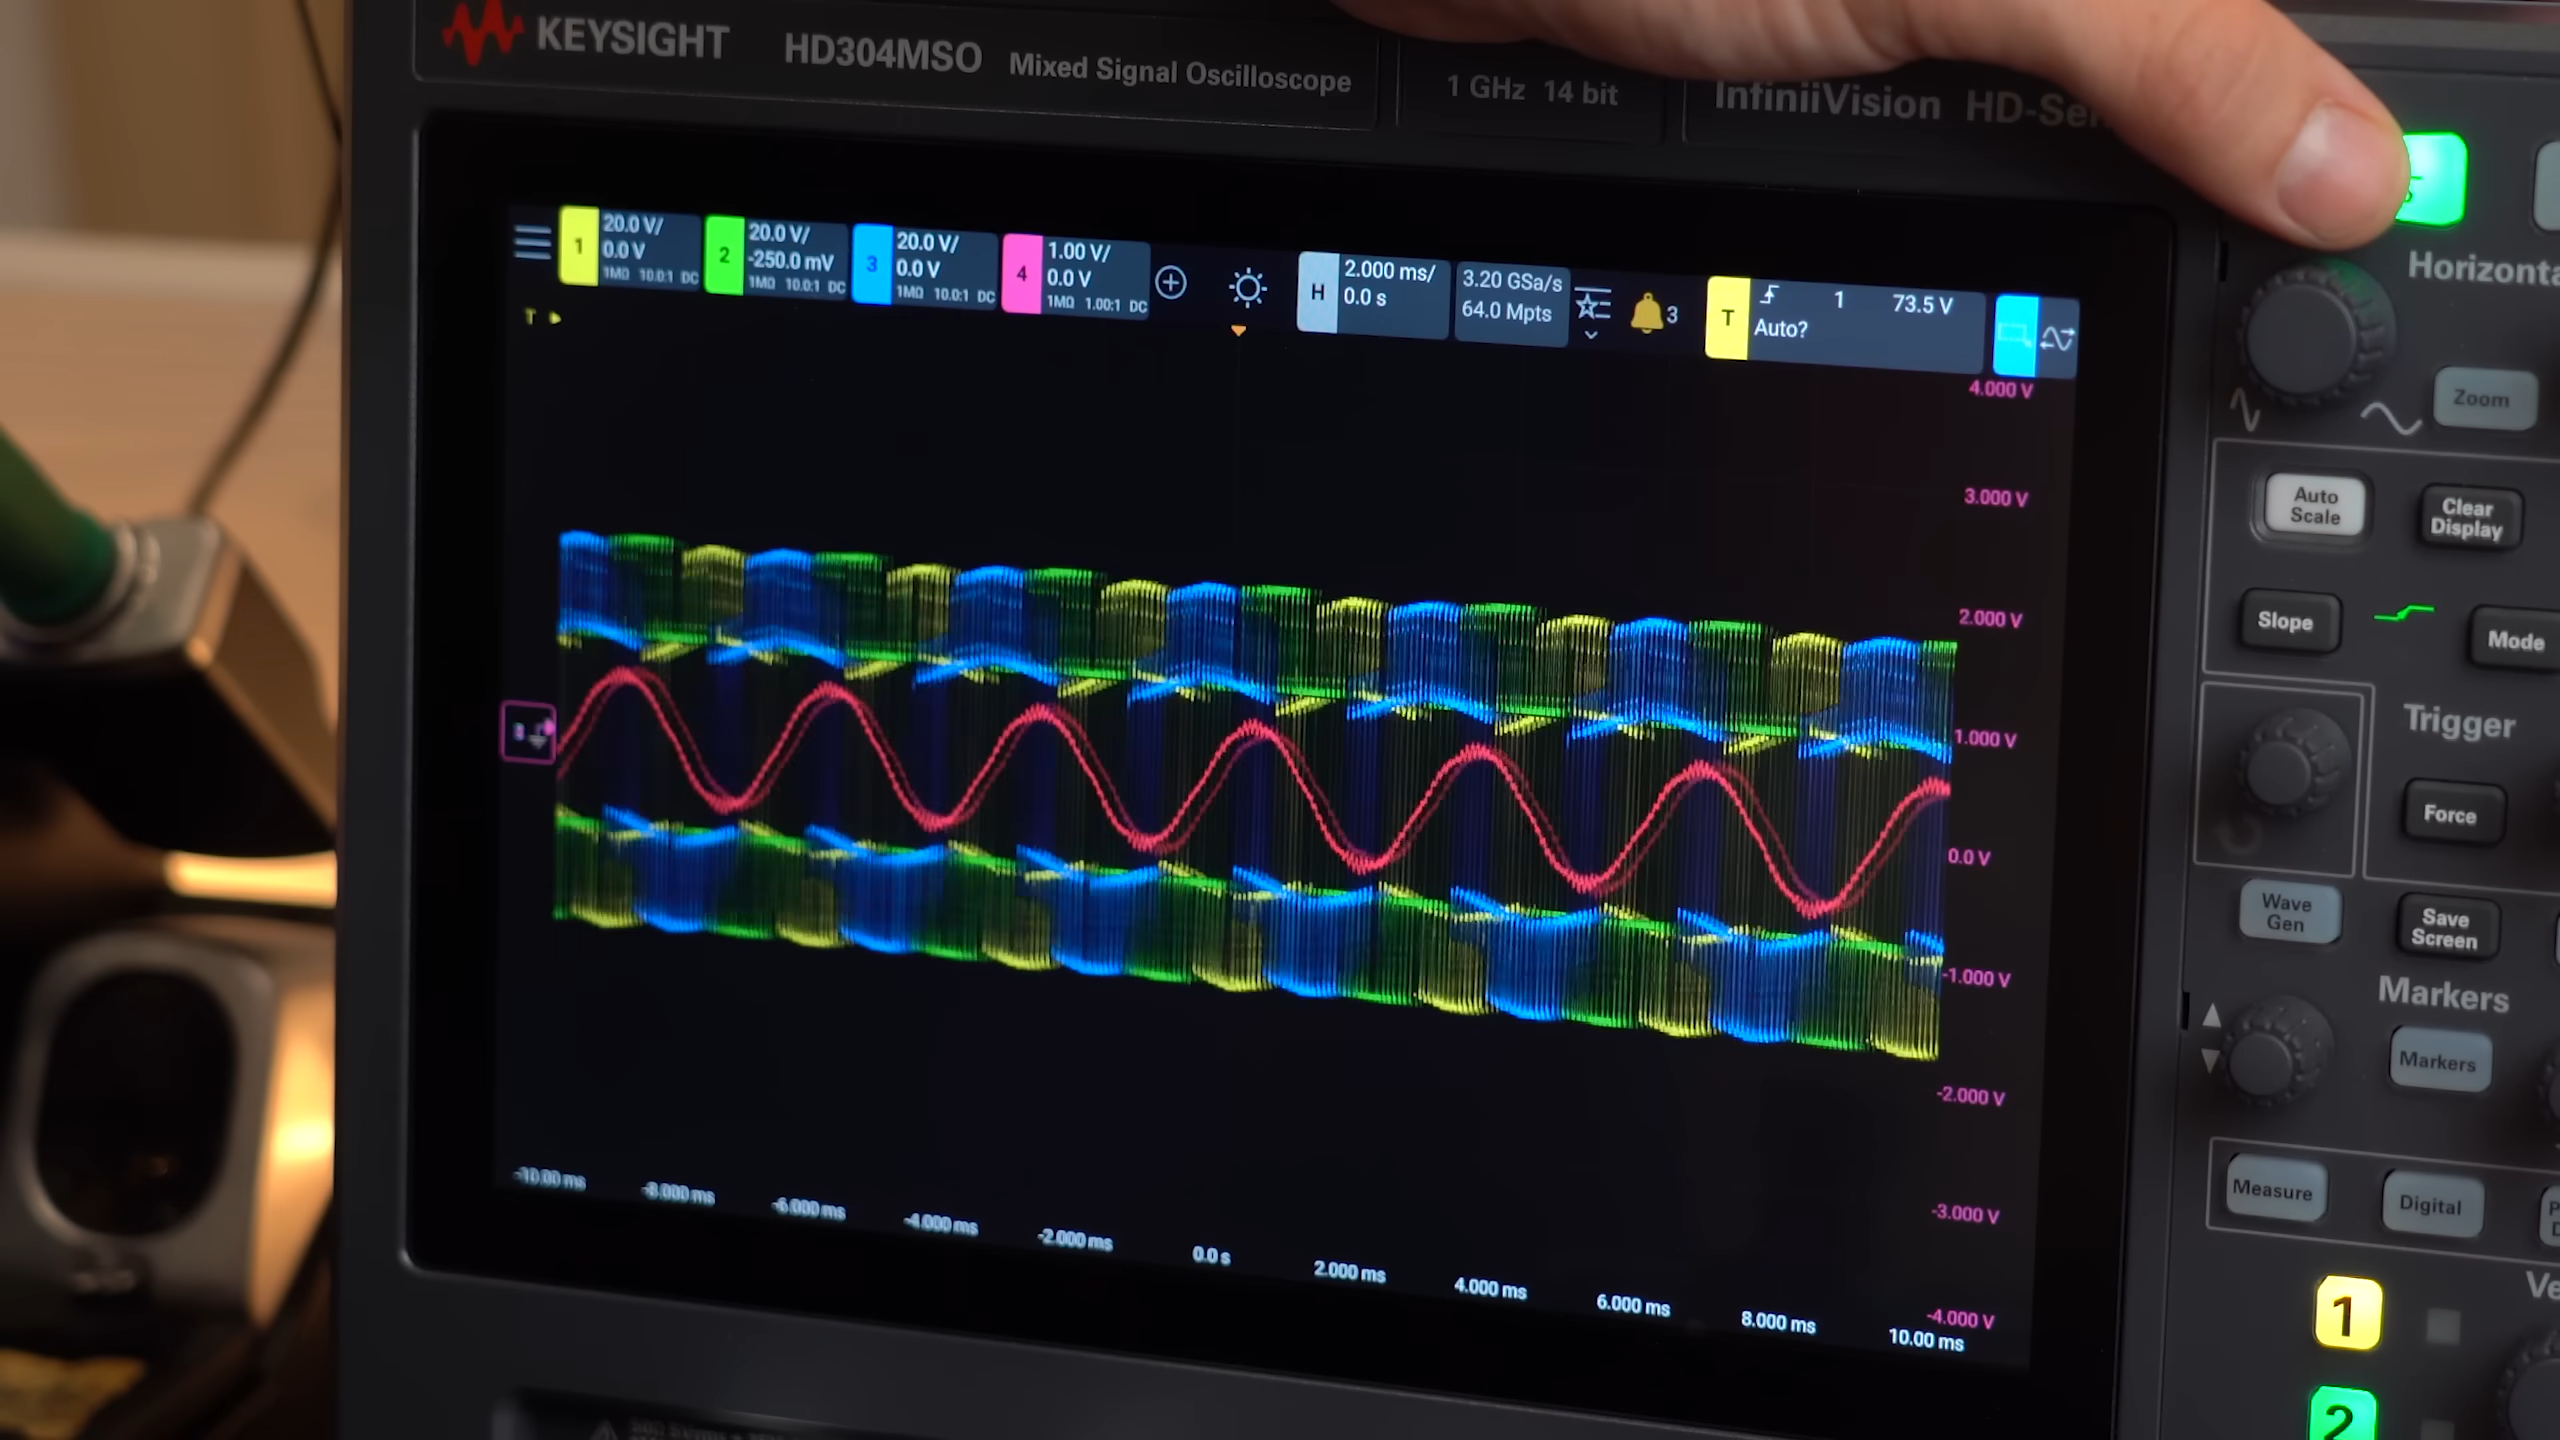 KEYSIGHT HD304MSO Mixed Signal Oscilloscope 1 GHz 14 bit InfiniiVision
1 20.0 V/ 2 20.0 V/ 3 20.0 V/ 4 1.00 V/ H 2.000 ms/ 3.20 GSa/s T 1 73.5 V
0.0 V -250.0 mV 0.0 V 0.0 V 0.0 s 64.0 Mpts 3 Auto?
1MΩ 10.0:1 DC 1MΩ 10.0:1 DC 1MΩ 10.0:1 DC 1MΩ 1.00:1 DC
T
4.000 V
3.000 V
2.000 V
1.000 V
0.0 V
-1.000 V
-2.000 V
-3.000 V
-4.000 V
-10.00 ms -8.000 ms -6.000 ms -4.000 ms -2.000 ms 0.0 s 2.000 ms 4.000 ms 6.000 ms 8.000 ms 10.00 ms
Zoom
Auto
Scale
Clear
Display
Slope
Mode
Trigger
Force
Wave
Gen
Save
Screen
Markers
Markers
Measure
Digital
1
2